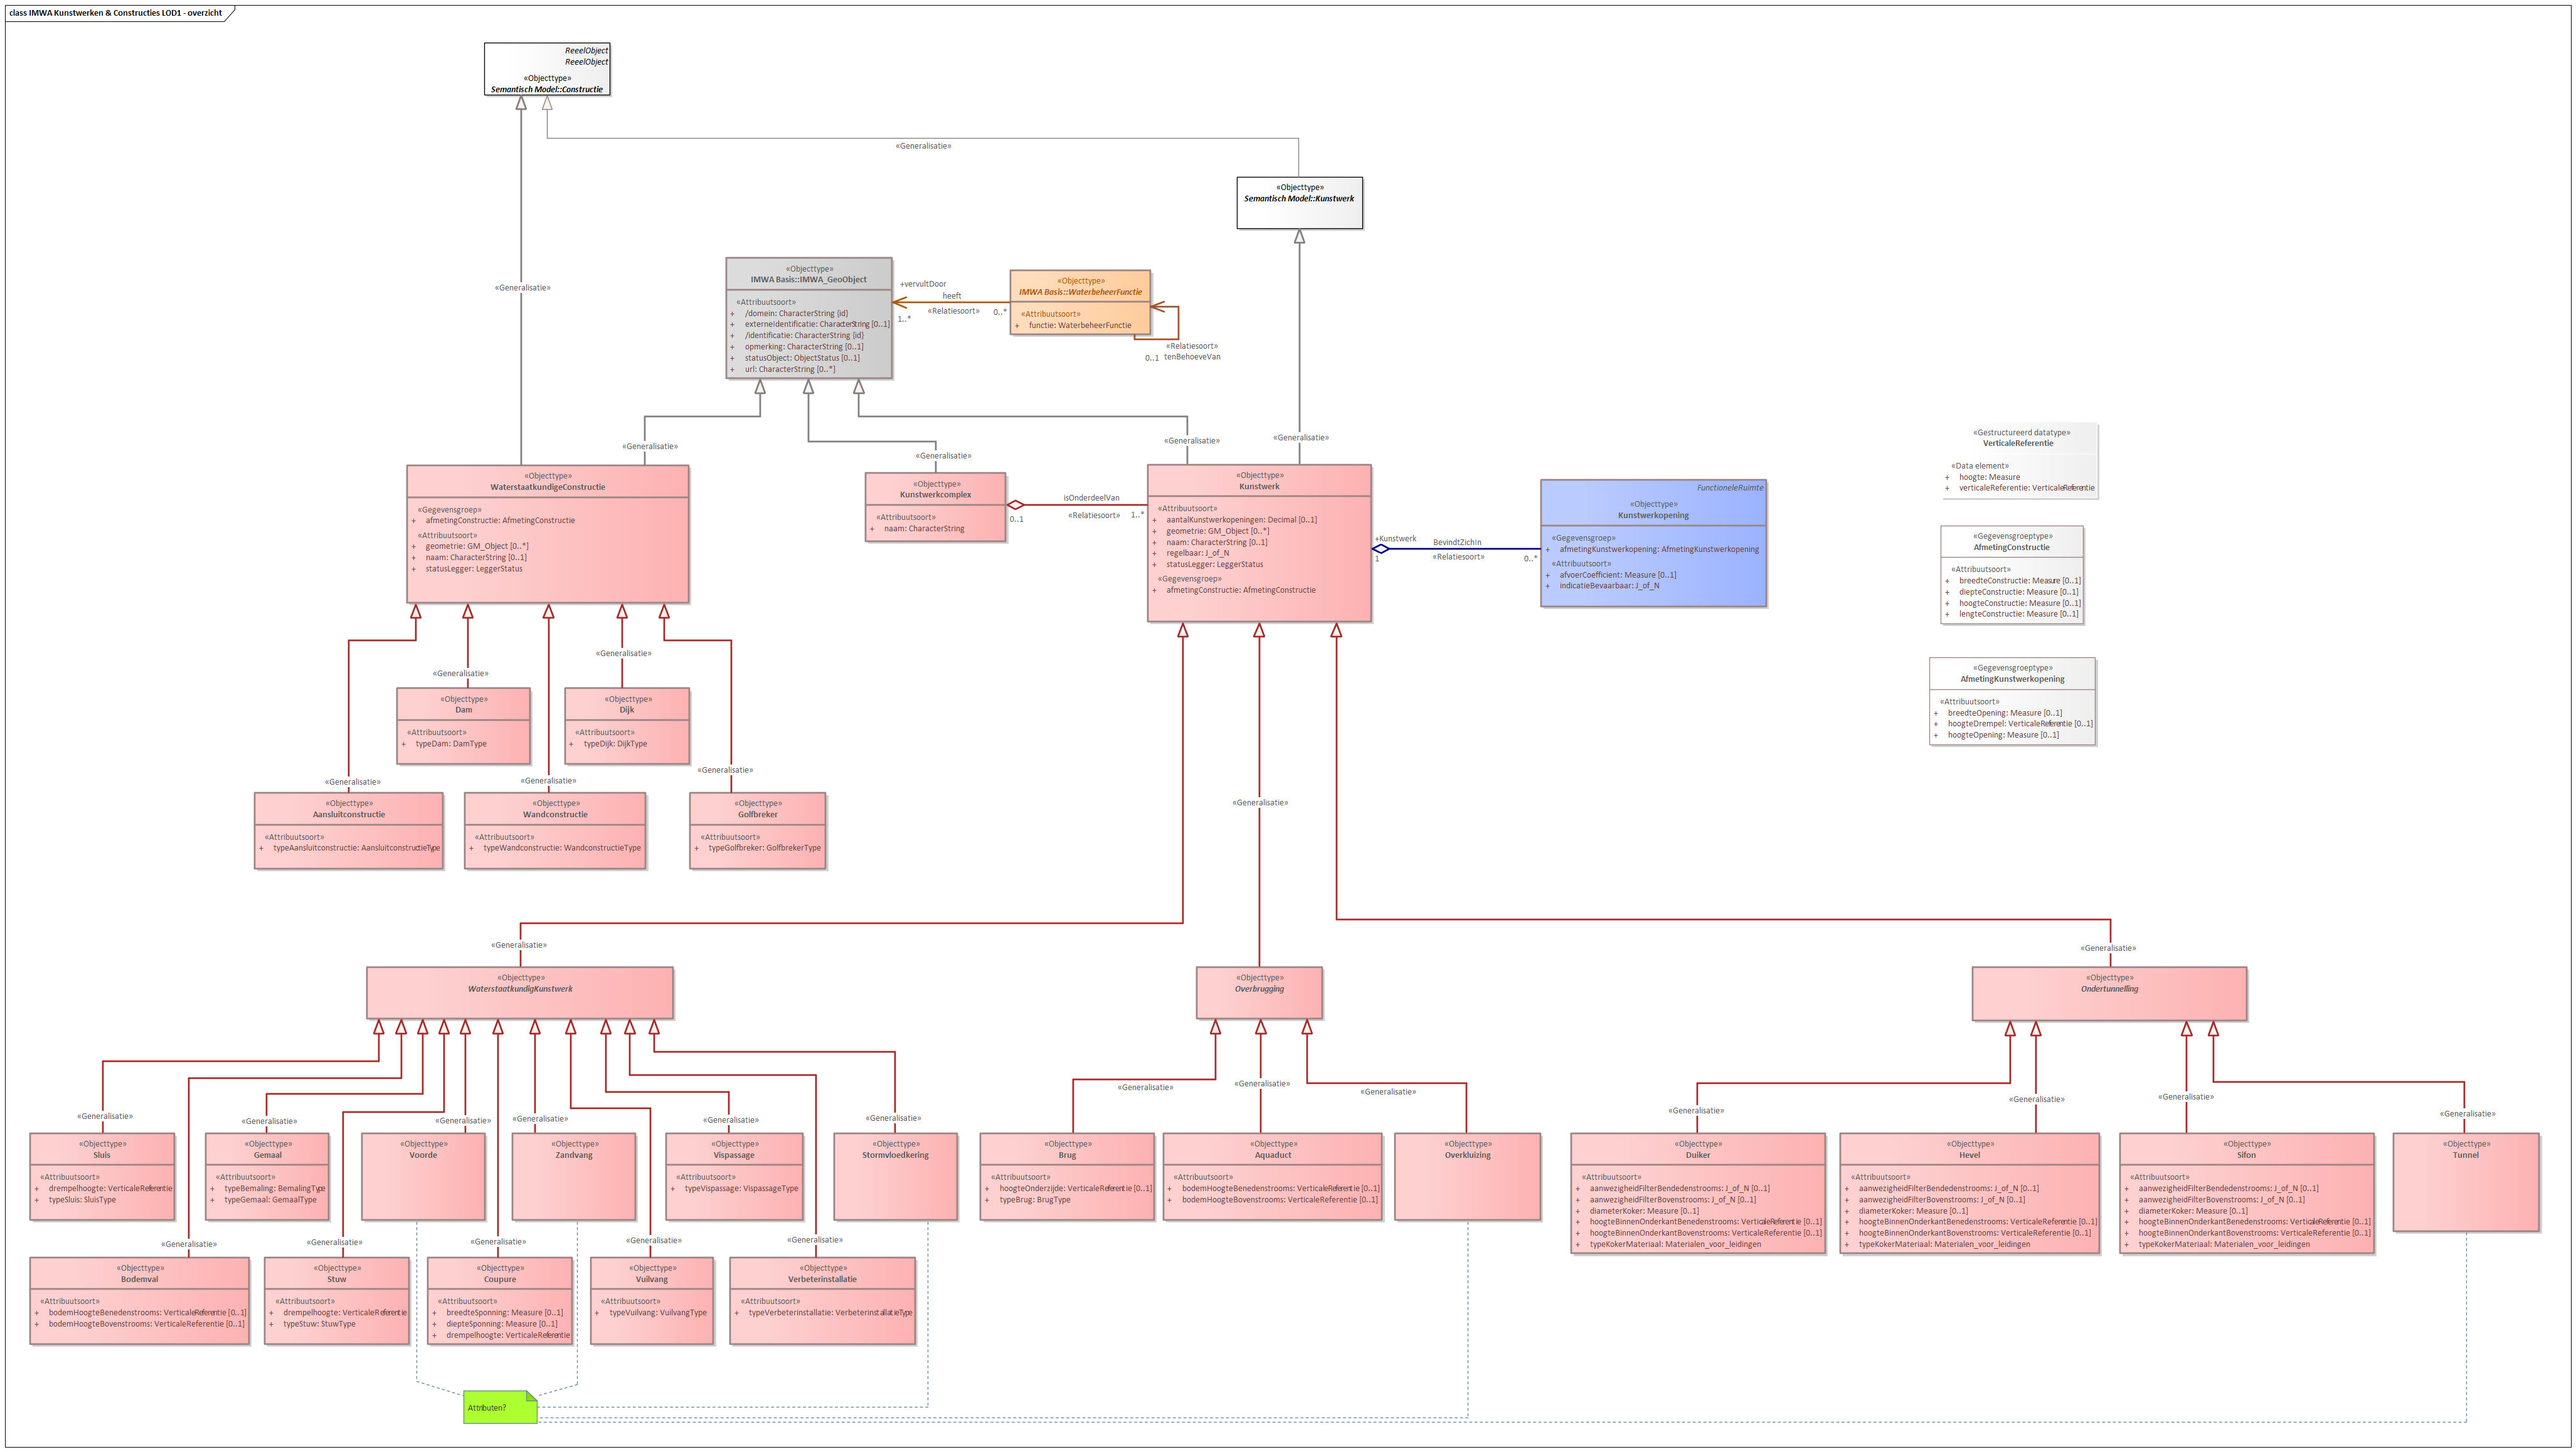 class IMWA Kunstwerken & Constructies LOD1 - overzicht
ReeelObject
ReeelObject
«Objecttype»
Semantisch Model::Constructie
«Generalisatie»
«Objecttype»
Semantisch Model::Kunstwerk
«Generalisatie»
«Objecttype»
IMWA Basis::IMWA_GeoObject
«Attribuutsoort»
+ /domein: CharacterString {id}
+ externeIdentificatie: CharacterString [0..1]
+ /identificatie: CharacterString {id}
+ opmerking: CharacterString [0..1]
+ statusObject: ObjectStatus [0..1]
+ url: CharacterString [0..*]
+vervultDoor
heeft
1..*
«Relatiesoort»
0..*
«Objecttype»
IMWA Basis::WaterbeheerFunctie
«Attribuutsoort»
+ functie: WaterbeheerFunctie
«Relatiesoort»
0..1 tenBehoeveVan
«Generalisatie»
«Generalisatie»
«Generalisatie»
«Generalisatie»
«Objecttype»
WaterstaatkundigeConstructie
«Gegevensgroep»
+ afmetingConstructie: AfmetingConstructie
«Attribuutsoort»
+ geometrie: GM_Object [0..*]
+ naam: CharacterString [0..1]
+ statusLegger: LeggerStatus
«Objecttype»
Kunstwerkcomplex
«Attribuutsoort»
+ naam: CharacterString
isOnderdeelVan
0..1
«Relatiesoort»
1..*
«Objecttype»
Kunstwerk
«Attribuutsoort»
+ aantalKunstwerkopeningen: Decimal [0..1]
+ geometrie: GM_Object [0..*]
+ naam: CharacterString [0..1]
+ regelbaar: J_of_N
+ statusLegger: LeggerStatus
«Gegevensgroep»
+ afmetingConstructie: AfmetingConstructie
+Kunstwerk
BevindtZichIn
1
«Relatiesoort»
0..*
FunctioneleRuimte
«Objecttype»
Kunstwerkopening
«Gegevensgroep»
+ afmetingKunstwerkopening: AfmetingKunstwerkopening
«Attribuutsoort»
+ afvoerCoefficient: Measure [0..1]
+ indicatieBevaarbaar: J_of_N
«Gestructureerd datatype»
VerticaleReferentie
«Data element»
+ hoogte: Measure
+ verticaleReferentie: VerticaleReferentie
«Gegevensgroeptype»
AfmetingConstructie
«Attribuutsoort»
+ breedteConstructie: Measure [0..1]
+ diepteConstructie: Measure [0..1]
+ hoogteConstructie: Measure [0..1]
+ lengteConstructie: Measure [0..1]
«Gegevensgroeptype»
AfmetingKunstwerkopening
«Attribuutsoort»
+ breedteOpening: Measure [0..1]
+ hoogteDrempel: VerticaleReferentie [0..1]
+ hoogteOpening: Measure [0..1]
«Generalisatie»
«Generalisatie»
«Objecttype»
Dam
«Attribuutsoort»
+ typeDam: DamType
«Objecttype»
Dijk
«Attribuutsoort»
+ typeDijk: DijkType
«Generalisatie»
«Generalisatie»
«Generalisatie»
«Objecttype»
Aansluitconstructie
«Attribuutsoort»
+ typeAansluitconstructie: AansluitconstructieType
«Objecttype»
Wandconstructie
«Attribuutsoort»
+ typeWandconstructie: WandconstructieType
«Objecttype»
Golfbreker
«Attribuutsoort»
+ typeGolfbreker: GolfbrekerType
«Generalisatie»
«Generalisatie»
«Generalisatie»
«Objecttype»
WaterstaatkundigKunstwerk
«Objecttype»
Overbrugging
«Objecttype»
Ondertunnelling
«Generalisatie»
«Generalisatie»
«Generalisatie»
«Generalisatie»
«Generalisatie»
«Generalisatie»
«Generalisatie»
«Generalisatie»
«Generalisatie»
«Generalisatie»
«Generalisatie»
«Generalisatie»
«Generalisatie»
«Objecttype»
Sluis
«Attribuutsoort»
+ drempelhoogte: VerticaleReferentie
+ typeSluis: SluisType
«Objecttype»
Gemaal
«Attribuutsoort»
+ typeBemaling: BemalingType
+ typeGemaal: GemaalType
«Objecttype»
Voorde
«Objecttype»
Zandvang
«Objecttype»
Vispassage
«Attribuutsoort»
+ typeVispassage: VispassageType
«Objecttype»
Stormvloedkering
«Objecttype»
Brug
«Attribuutsoort»
+ hoogteOnderzijde: VerticaleReferentie [0..1]
+ typeBrug: BrugType
«Objecttype»
Aquaduct
«Attribuutsoort»
+ bodemHoogteBenedenstrooms: VerticaleReferentie [0..1]
+ bodemHoogteBovenstrooms: VerticaleReferentie [0..1]
«Objecttype»
Overkluizing
«Objecttype»
Duiker
«Attribuutsoort»
+ aanwezigheidFilterBendedenstrooms: J_of_N [0..1]
+ aanwezigheidFilterBovenstrooms: J_of_N [0..1]
+ diameterKoker: Measure [0..1]
+ hoogteBinnenOnderkantBenedenstrooms: VerticaleReferentie [0..1]
+ hoogteBinnenOnderkantBovenstrooms: VerticaleReferentie [0..1]
+ typeKokerMateriaal: Materialen_voor_leidingen
«Objecttype»
Hevel
«Attribuutsoort»
+ aanwezigheidFilterBendedenstrooms: J_of_N [0..1]
+ aanwezigheidFilterBovenstrooms: J_of_N [0..1]
+ diameterKoker: Measure [0..1]
+ hoogteBinnenOnderkantBenedenstrooms: VerticaleReferentie [0..1]
+ hoogteBinnenOnderkantBovenstrooms: VerticaleReferentie [0..1]
+ typeKokerMateriaal: Materialen_voor_leidingen
«Objecttype»
Sifon
«Attribuutsoort»
+ aanwezigheidFilterBendedenstrooms: J_of_N [0..1]
+ aanwezigheidFilterBovenstrooms: J_of_N [0..1]
+ diameterKoker: Measure [0..1]
+ hoogteBinnenOnderkantBenedenstrooms: VerticaleReferentie [0..1]
+ hoogteBinnenOnderkantBovenstrooms: VerticaleReferentie [0..1]
+ typeKokerMateriaal: Materialen_voor_leidingen
«Objecttype»
Tunnel
«Generalisatie»
«Generalisatie»
«Generalisatie»
«Generalisatie»
«Generalisatie»
«Objecttype»
Bodemval
«Attribuutsoort»
+ bodemHoogteBenedenstrooms: VerticaleReferentie [0..1]
+ bodemHoogteBovenstrooms: VerticaleReferentie [0..1]
«Objecttype»
Stuw
«Attribuutsoort»
+ drempelhoogte: VerticaleReferentie
+ typeStuw: StuwType
«Objecttype»
Coupure
«Attribuutsoort»
+ breedteSponning: Measure [0..1]
+ diepteSponning: Measure [0..1]
+ drempelhoogte: VerticaleReferentie
«Objecttype»
Vuilvang
«Attribuutsoort»
+ typeVuilvang: VuilvangType
«Objecttype»
Verbeterinstallatie
«Attribuutsoort»
+ typeVerbeterinstallatie: VerbeterinstallatieType
Attributen?